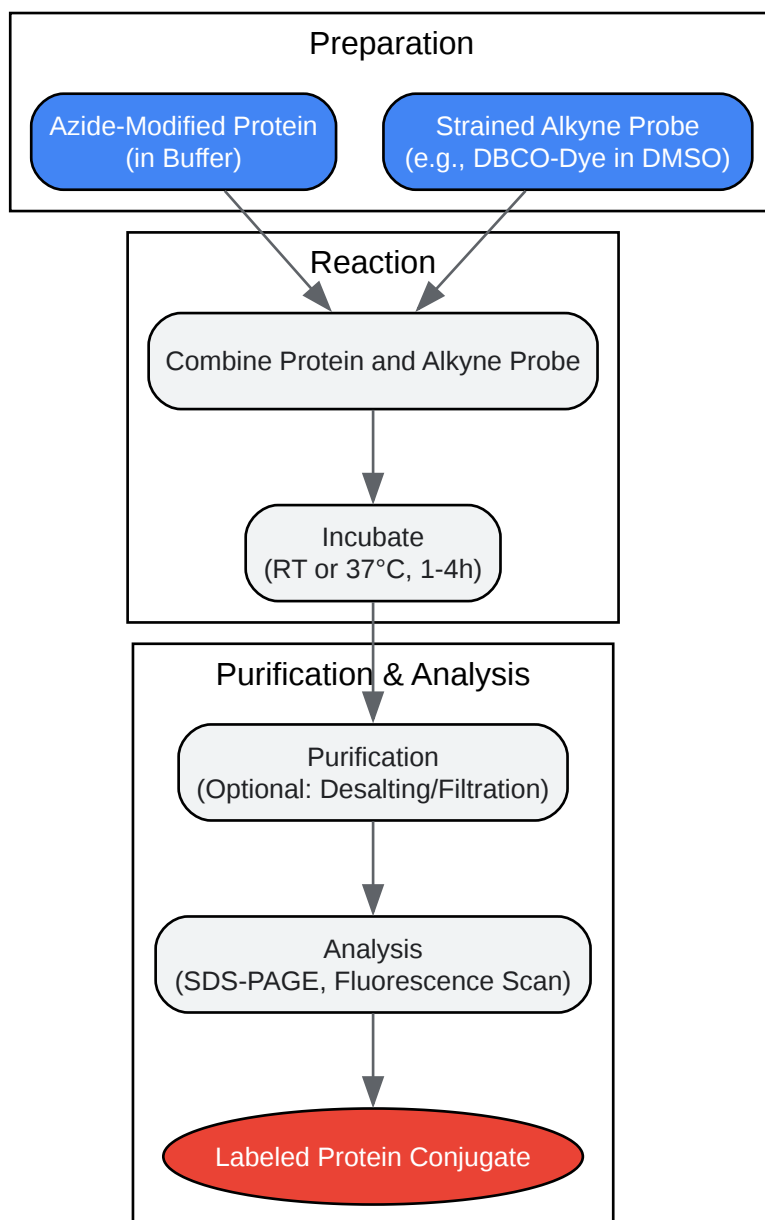 Preparation
Azide-Modified Protein
(in Buffer)
Strained Alkyne Probe
(e.g., DBCO-Dye in DMSO)
Reaction
Combine Protein and Alkyne Probe
Incubate
(RT or 37°C, 1-4h)
Purification & Analysis
Purification
(Optional: Desalting/Filtration)
Analysis
(SDS-PAGE, Fluorescence Scan)
Labeled Protein Conjugate